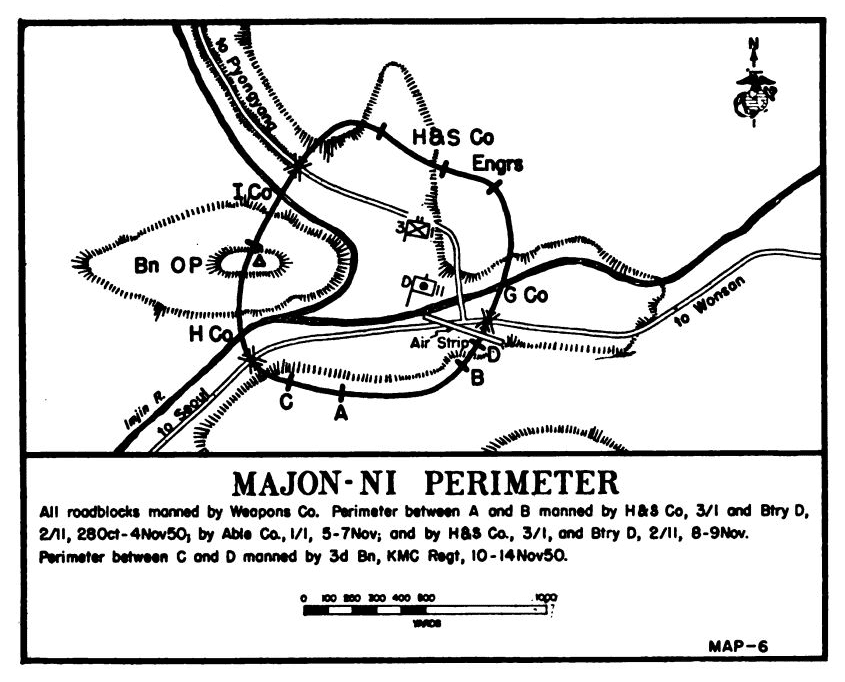 N
to Pyongyang
H&S Co
Engrs
I Co
3
Bn OP
D
G Co
to Wonsan
H Co
Air Strip
D
B
C
A
Imjin R.
to Seoul
MAJON-NI PERIMETER
All roadblocks manned by Weapons Co. Perimeter between A and B manned by H&S Co, 3/1 and Btry D,
2/11, 28Oct-4Nov50; by Able Co., 1/1, 5-7Nov; and by H&S Co., 3/1, and Btry D, 2/11, 8-9Nov.
Perimeter between C and D manned by 3d Bn, KMC Regt, 10-14Nov50.
0 100 200 300 400 500 1000
YARDS
MAP-6